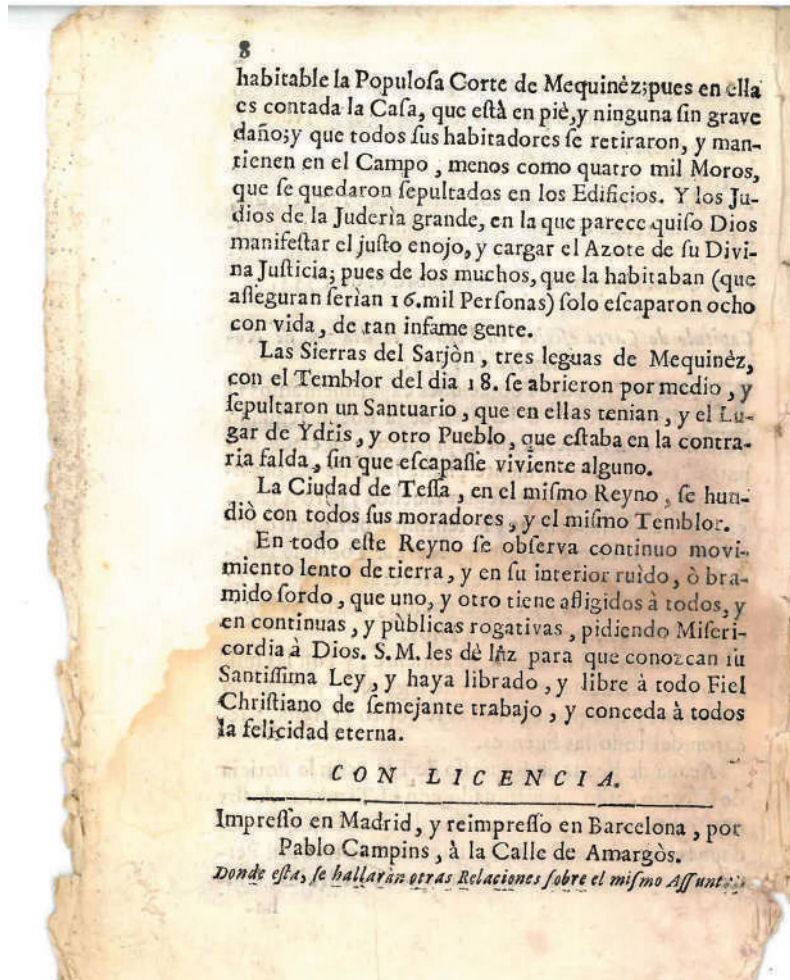 8
habitable la Populoſa Corte de Mequinèz;pues en ella
es contada la Caſa, que eſtà en piè,y ninguna ſin grave
daño;y que todos ſus habitadores ſe retiraron, y man-
tienen en el Campo, menos como quatro mil Moros,
que ſe quedaron ſepultados en los Edificios. Y los Ju-
dios de la Juderìa grande, en la que parece quiſo Dios
manifeſtar el juſto enojo, y cargar el Azote de ſu Divi-
na Juſticia; pues de los muchos, que la habitaban (que
aſſeguran ſerìan 16.mil Perſonas) ſolo eſcaparon ocho
con vida, de tan infame gente.
Las Sierras del Sarjòn, tres leguas de Mequinèz,
con el Temblor del dia 18. ſe abrieron por medio, y
ſepultaron un Santuario, que en ellas tenian, y el Lu-
gar de Ydris, y otro Pueblo, que eſtaba en la contra-
ria falda, ſin que eſcapaſſe viviente alguno.
La Ciudad de Teſſa, en el miſmo Reyno, ſe hun-
diò con todos ſus moradores, y el miſmo Temblor.
En todo eſte Reyno ſe obſerva continuo movi-
miento lento de tierra, y en ſu interior ruìdo, ò bra-
mido ſordo, que uno, y otro tiene afligidos à todos, y
en continuas, y pùblicas rogativas, pidiendo Miſeri-
cordia à Dios. S.M. les dè luz para que conozcan ſu
Santiſſima Ley, y haya librado, y libre à todo Fiel
Chriſtiano de ſemejante trabajo, y conceda à todos
la felicidad eterna.
CON LICENCIA.
Impreſſo en Madrid, y reimpreſſo en Barcelona, por
Pablo Campins, à la Calle de Amargòs.
Donde eſta, ſe hallaràn otras Relaciones ſobre el miſmo Aſſunt